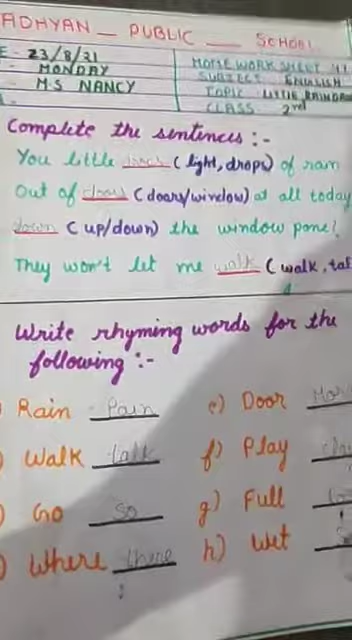 ADHYAN _ PUBLIC __ SCHOOL
E - 23/8/21 HOME WORK SHEET
- MONDAY SUBJECT ENGLISH
- M.S NANCY TOPIC LITTLE
CLASS 2nd
Complete the sentences :-
You little (light, drops) of rain
Out of (doors/window) at all today
down (up/down) the window pane?
They won't let me walk (walk,
Write rhyming words for the
following :-
Rain Pain e) Door
Walk talk f) Play
Go So g) Full
Where there h) Wet